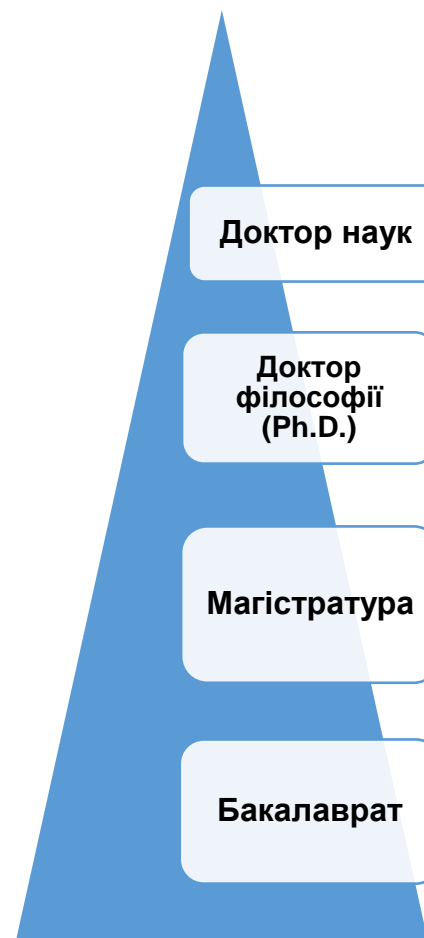 Доктор наук
Доктор
філософії
(Ph.D.)
Магістратура
Бакалаврат